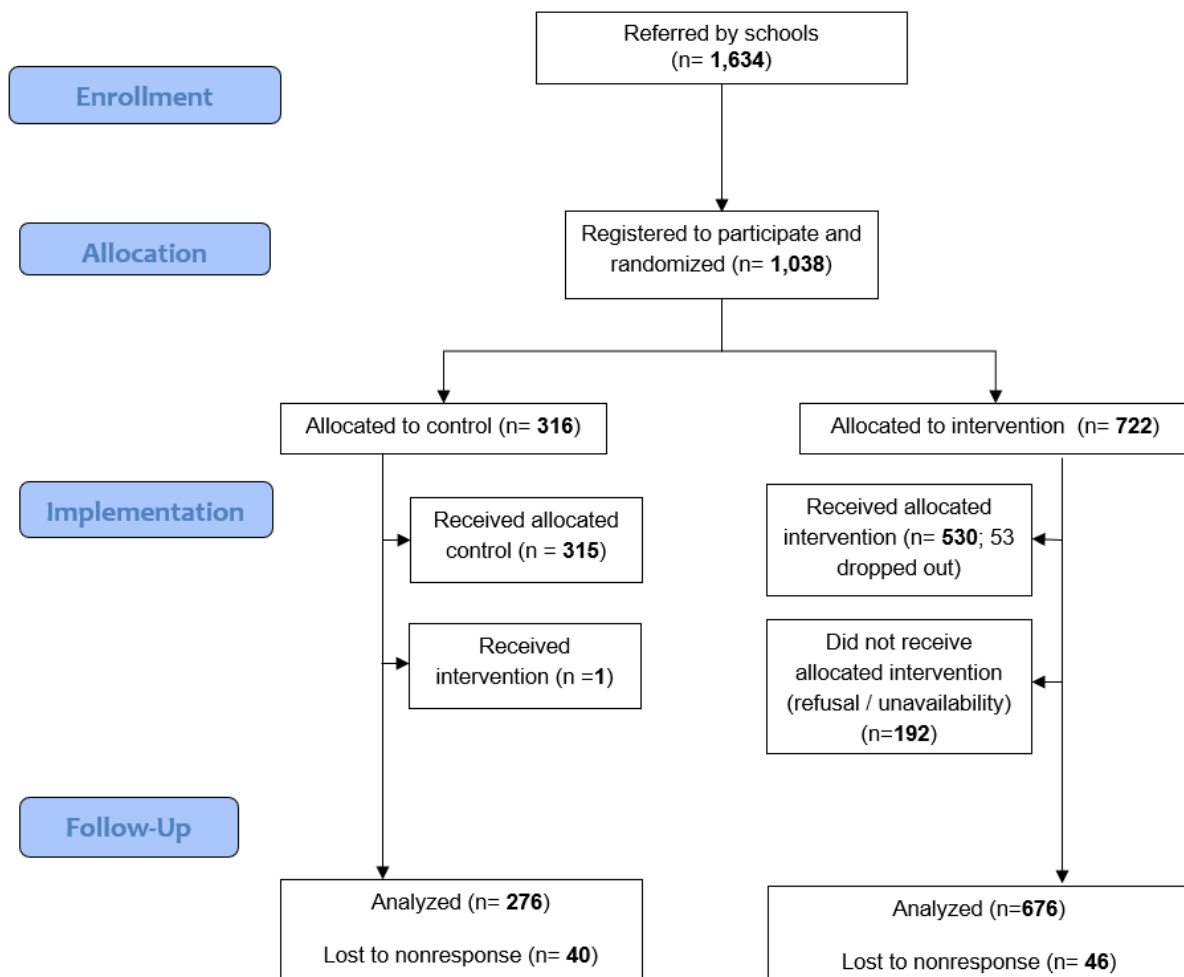 Referred by schools
(n= 1,634)
Enrollment
Allocation
Registered to participate and
randomized (n= 1,038)
Allocated to control (n= 316)
Allocated to intervention (n= 722)
Implementation
Received allocated
control (n = 315)
Received allocated
intervention (n= 530; 53
dropped out)
Received
intervention (n =1)
Did not receive
allocated intervention
(refusal / unavailability)
(n=192)
Follow-Up
Analyzed (n= 276)
Lost to nonresponse (n= 40)
Analyzed (n=676)
Lost to nonresponse (n= 46)